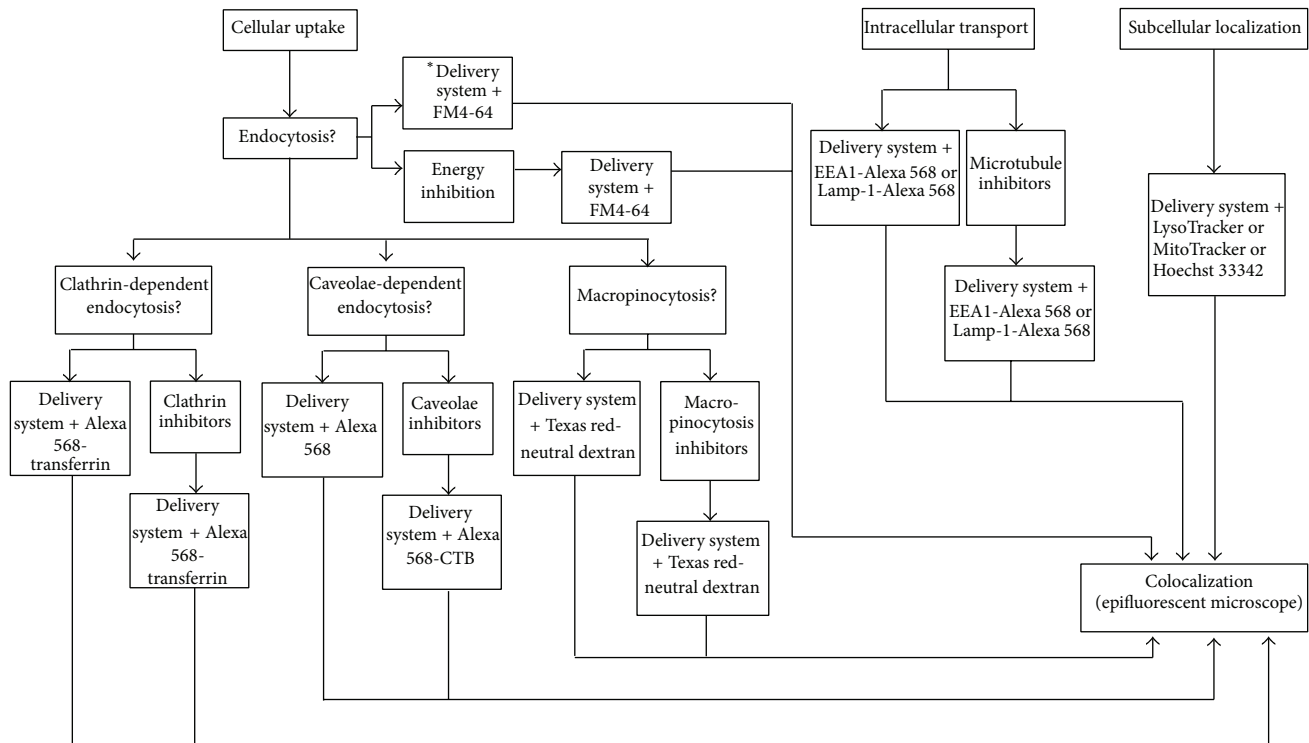 Cellular uptake
Intracellular transport
Subcellular localization
*Delivery
system +
FM4-64
Endocytosis?
Energy
inhibition
Delivery
system +
FM4-64
Delivery system +
EEA1-Alexa 568 or
Lamp-1-Alexa 568
Microtubule
inhibitors
Delivery system +
LysoTracker or
MitoTracker or
Hoechst 33342
Clathrin-dependent
endocytosis?
Caveolae-dependent
endocytosis?
Macropinocytosis?
Delivery system +
EEA1-Alexa 568 or
Lamp-1-Alexa 568
Delivery
system + Alexa
568-
transferrin
Clathrin
inhibitors
Delivery
system + Alexa
568
Caveolae
inhibitors
Delivery system
+ Texas red-
neutral dextran
Macro-
pinocytosis
inhibitors
Delivery
system + Alexa
568-
transferrin
Delivery
system + Alexa
568-CTB
Delivery system
+ Texas red-
neutral dextran
Colocalization
(epifluorescent microscope)